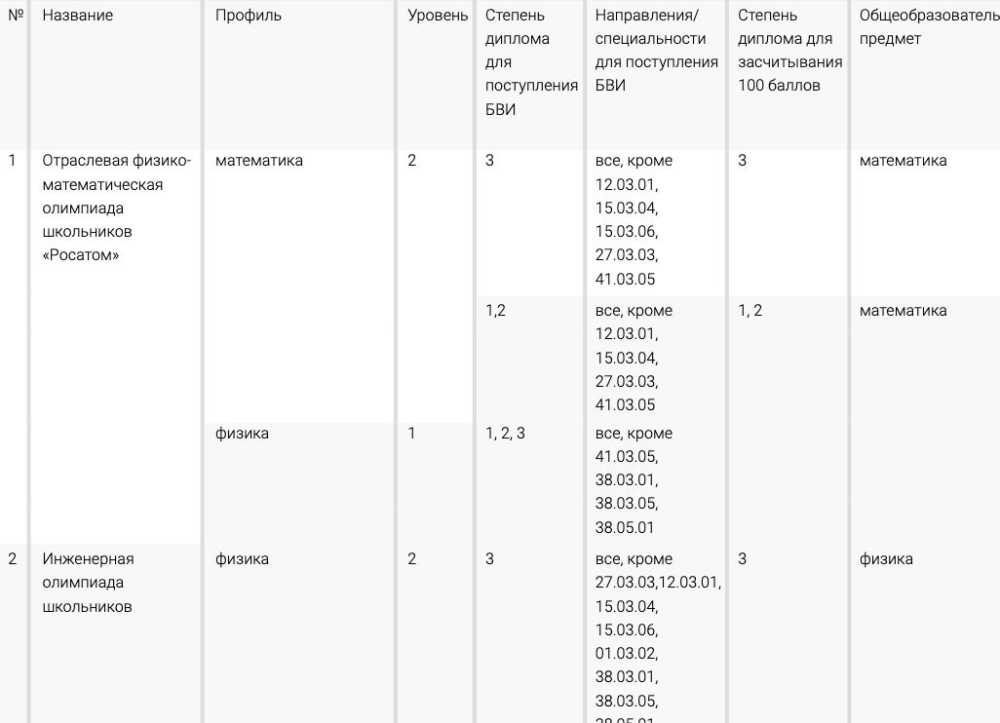 №
Название
Профиль
Уровень
Степень
диплома
для
поступления
БВИ
Направления/
специальности
для поступления
БВИ
Степень
диплома для
засчитывания
100 баллов
Общеобразователь
предмет
1
Отраслевая физико-
математическая
олимпиада
школьников
«Росатом»
математика
2
3
все, кроме
12.03.01,
15.03.04,
15.03.06,
27.03.03,
41.03.05
3
математика
1,2
все, кроме
12.03.01,
15.03.04,
27.03.03,
41.03.05
1, 2
математика
физика
1
1, 2, 3
все, кроме
41.03.05,
38.03.01,
38.03.05,
38.05.01
2
Инженерная
олимпиада
школьников
физика
2
3
все, кроме
27.03.03,12.03.01,
15.03.04,
15.03.06,
01.03.02,
38.03.01,
38.03.05,
3
физика